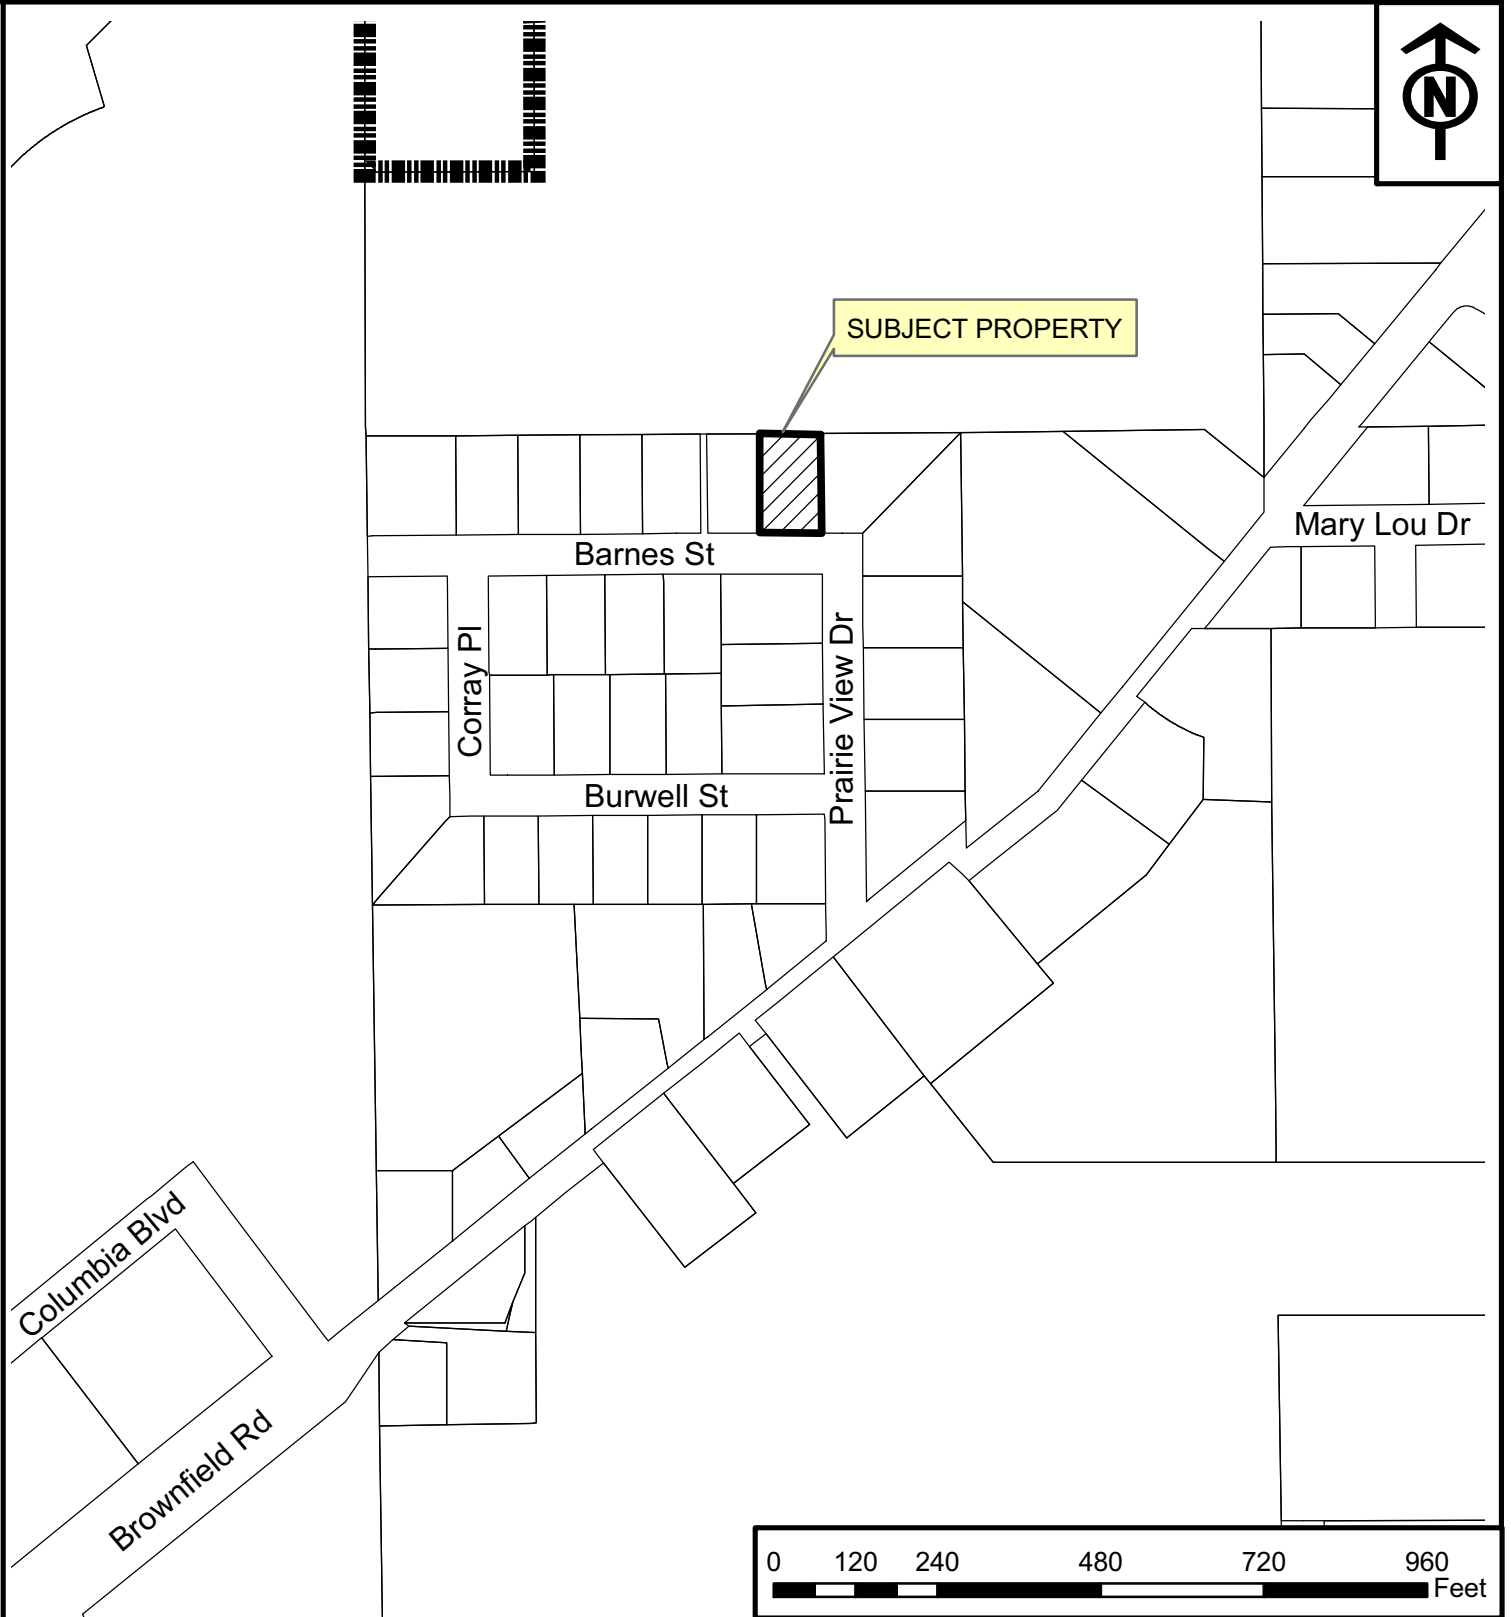 N
SUBJECT PROPERTY
Mary Lou Dr
Barnes St
Corray Pl
Prairie View Dr
Burwell St
Columbia Blvd
Brownfield Rd
0 120 240 480 720 960
Feet